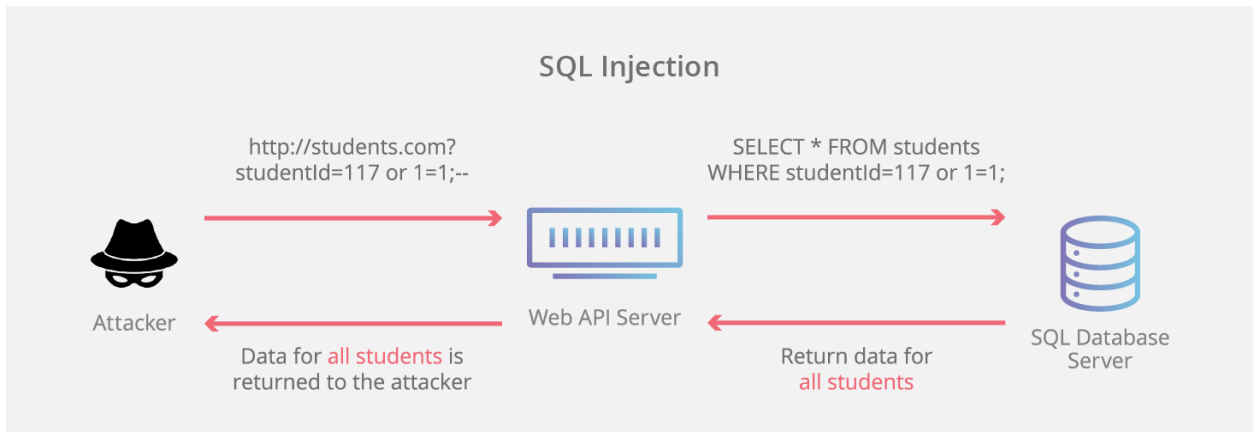 SQL Injection
http://students.com?
studentId=117 or 1=1;--
SELECT * FROM students
WHERE studentId=117 or 1=1;
Attacker
Web API Server
SQL Database
Server
Data for all students is
returned to the attacker
Return data for
all students